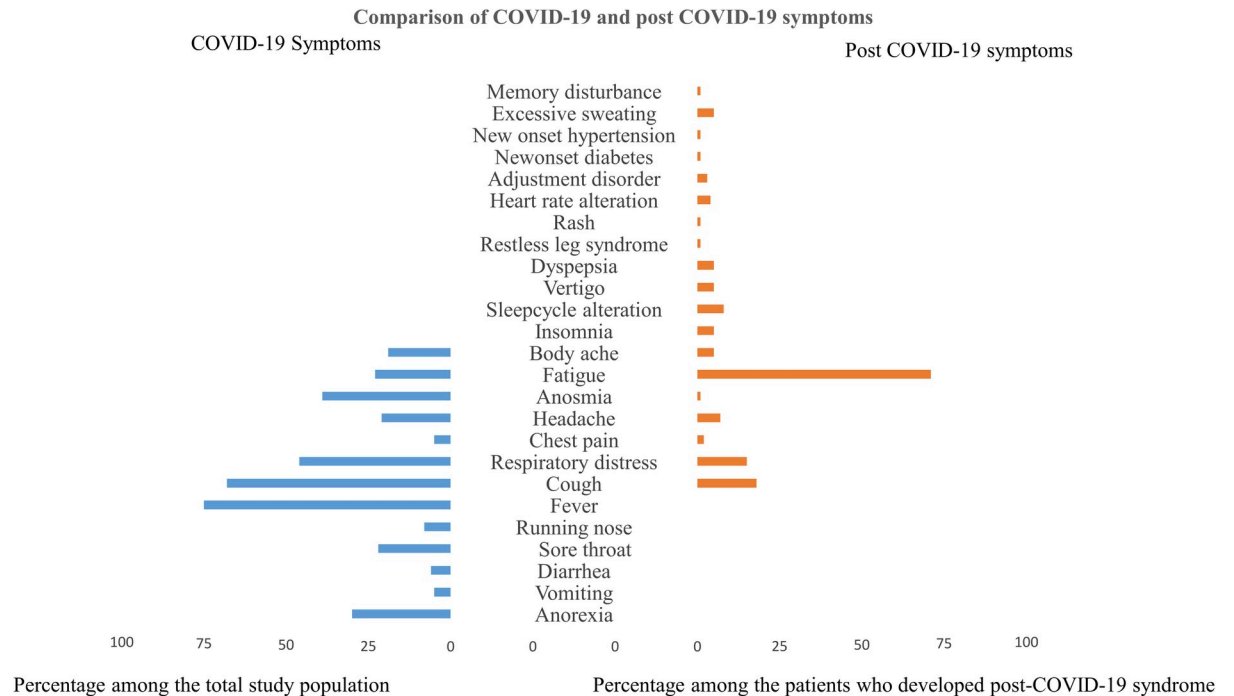 Comparison of COVID-19 and post COVID-19 symptoms
COVID-19 Symptoms
Post COVID-19 symptoms
Memory disturbance
Excessive sweating
New onset hypertension
Newonset diabetes
Adjustment disorder
Heart rate alteration
Rash
Restless leg syndrome
Dyspepsia
Vertigo
Sleepcycle alteration
Insomnia
Body ache
Fatigue
Anosmia
Headache
Chest pain
Respiratory distress
Cough
Fever
Running nose
Sore throat
Diarrhea
Vomiting
Anorexia
100 75 50 25 0 0 0 0 25 50 75 100
Percentage among the total study population
Percentage among the patients who developed post-COVID-19 syndrome